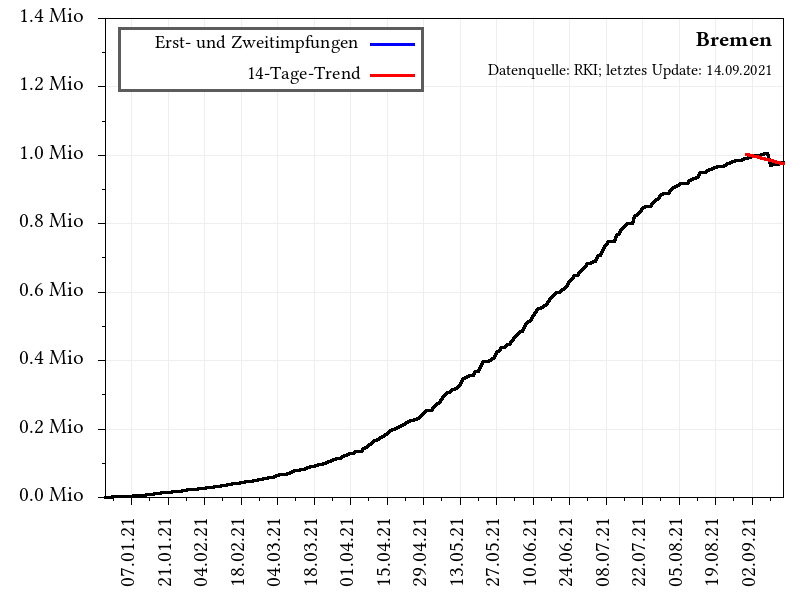 1.4 Mio
1.2 Mio
1.0 Mio
0.8 Mio
0.6 Mio
0.4 Mio
0.2 Mio
0.0 Mio
Erst- und Zweitimpfungen
14-Tage-Trend
Bremen
Datenquelle: RKI; letztes Update: 14.09.2021
07.01.21
21.01.21
04.02.21
18.02.21
04.03.21
18.03.21
01.04.21
15.04.21
29.04.21
13.05.21
27.05.21
10.06.21
24.06.21
08.07.21
22.07.21
05.08.21
19.08.21
02.09.21